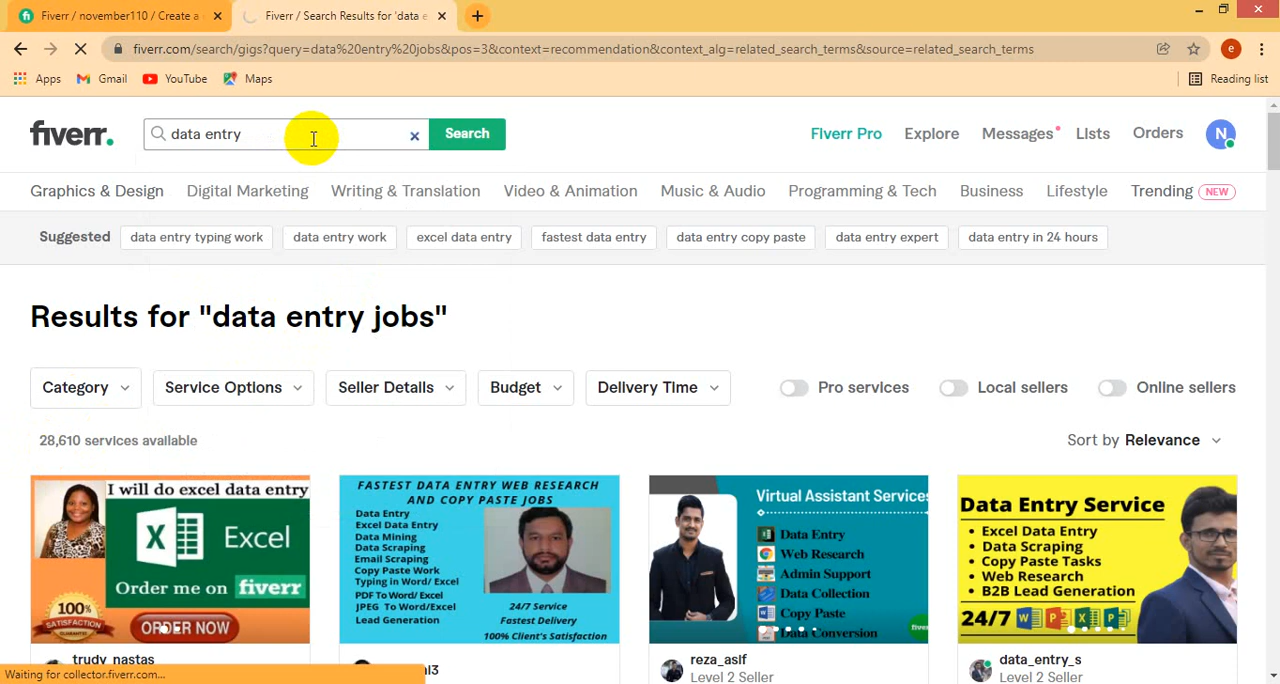 Fiverr / november110 / Create a
Fiverr / Search Results for 'data e
fiverr.com/search/gigs?query=data%20entry%20jobs&pos=3&context=recommendation&context_alg=related_search_terms&source=related_search_terms
e
Apps
Gmail
YouTube
Maps
Reading list
fiverr.
data entry
Search
Fiverr Pro
Explore
Messages
Lists
Orders
N
Graphics & Design
Digital Marketing
Writing & Translation
Video & Animation
Music & Audio
Programming & Tech
Business
Lifestyle
Trending NEW
Suggested
data entry typing work
data entry work
excel data entry
fastest data entry
data entry copy paste
data entry expert
data entry in 24 hours
Results for "data entry jobs"
Category
Service Options
Seller Details
Budget
Delivery Time
Pro services
Local sellers
Online sellers
28,610 services available
Sort by Relevance
I will do excel data entry
Excel
Order me on fiverr
100%
SATISFACTION
GUARANTEE
ORDER NOW
trudy_nastas
FASTEST DATA ENTRY WEB RESEARCH
AND COPY PASTE JOBS
Data Entry
Excel Data Entry
Data Mining
Data Scraping
Email Scraping
Copy Paste Work
Typing in Word/ Excel
PDF To Word/ Excel
JPEG To Word/Excel
Lead Generation
24/7 Service
Fastest Delivery
100% Client's Satisfaction
Virtual Assistant Services
Data Entry
Web Research
Admin Support
Data Collection
Copy Paste
Data Conversion
reza_asif
Level 2 Seller
Data Entry Service
• Excel Data Entry
• Data Scraping
• Copy Paste Tasks
• Web Research
• B2B Lead Generation
24/7
data_entry_s
Level 2 Seller
Waiting for collector.fiverr.com...